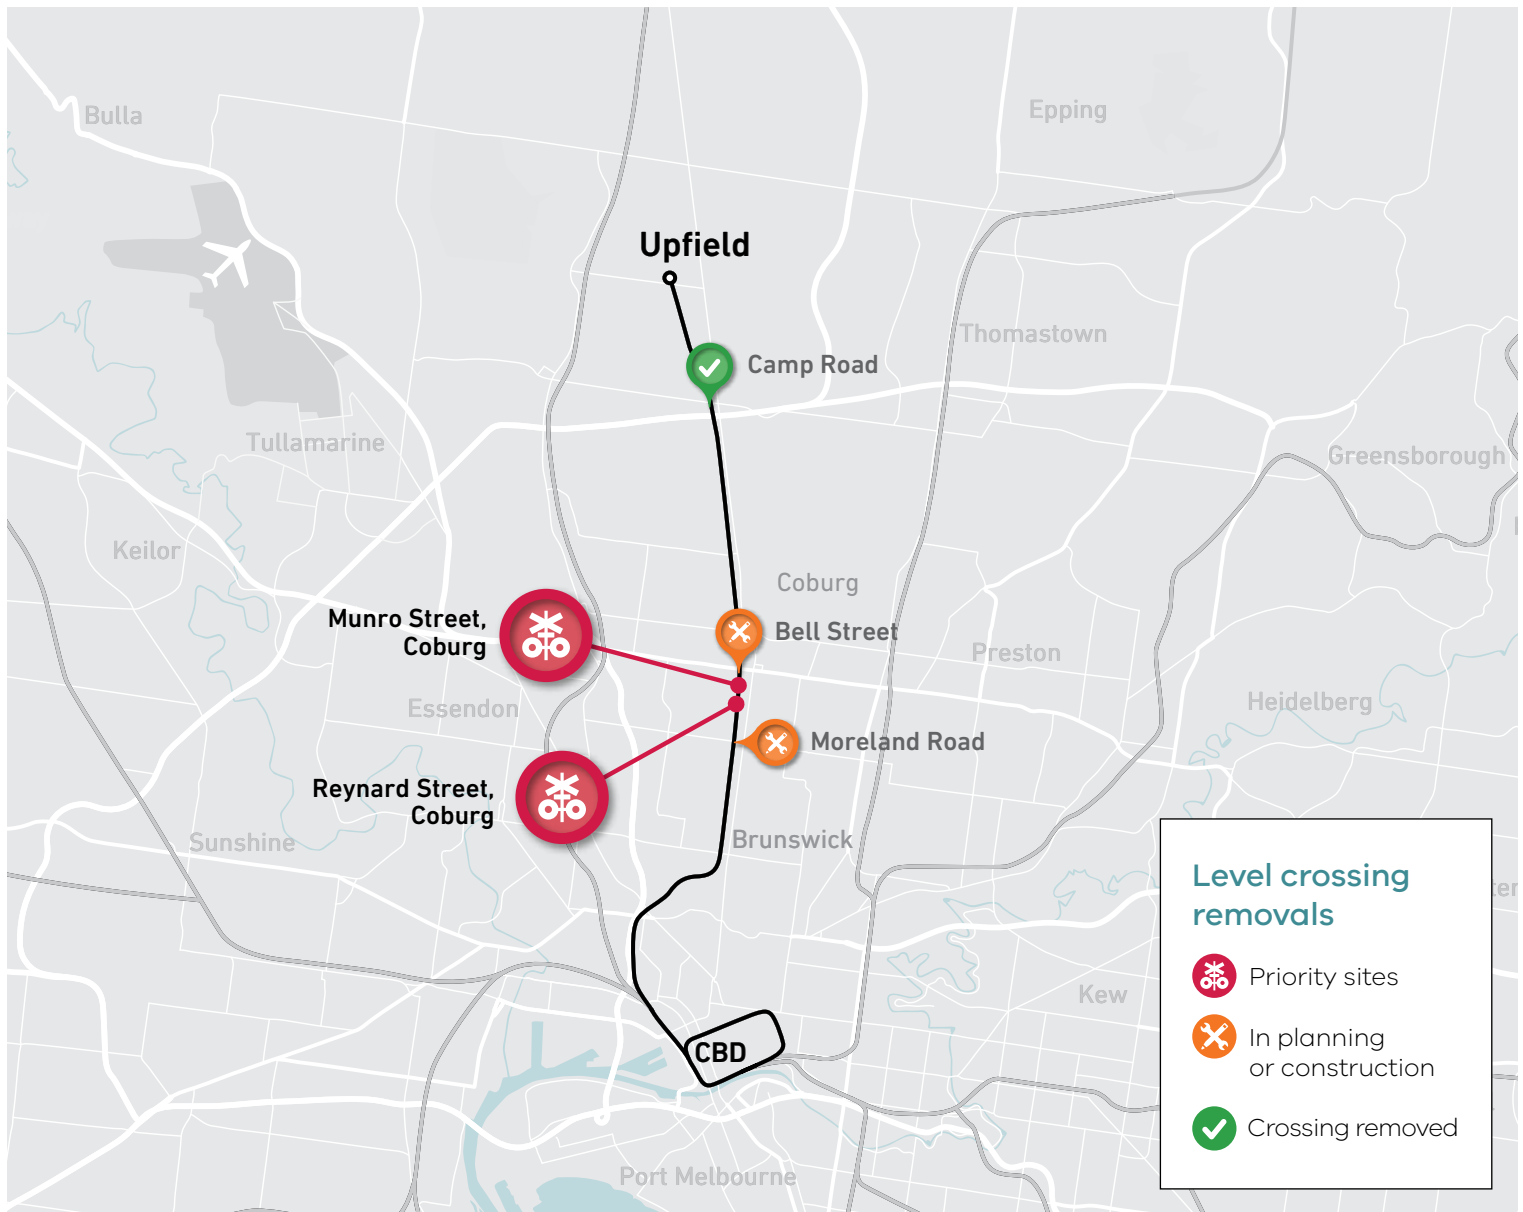 Bulla
Epping
Upfield
Thomastown
Camp Road
Tullamarine
Greensborough
Keilor
Coburg
Munro Street,
Coburg
Bell Street
Preston
Essendon
Heidelberg
Moreland Road
Reynard Street,
Coburg
Sunshine
Brunswick
Kew
CBD
Port Melbourne
Level crossing
removals
Priority sites
In planning
or construction
Crossing removed